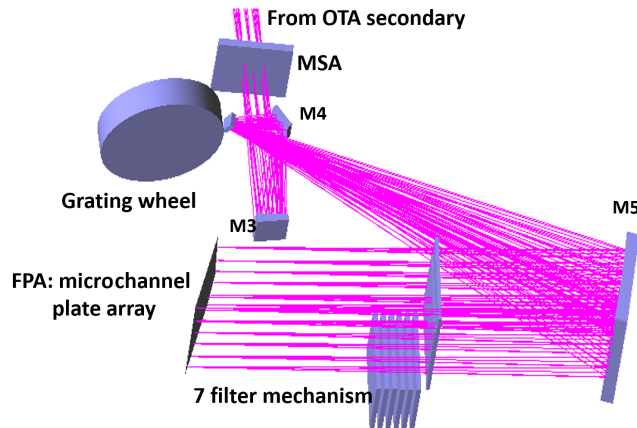 From OTA secondary
MSA
M4
Grating wheel
M3
M5
FPA: microchannel
plate array
7 filter mechanism